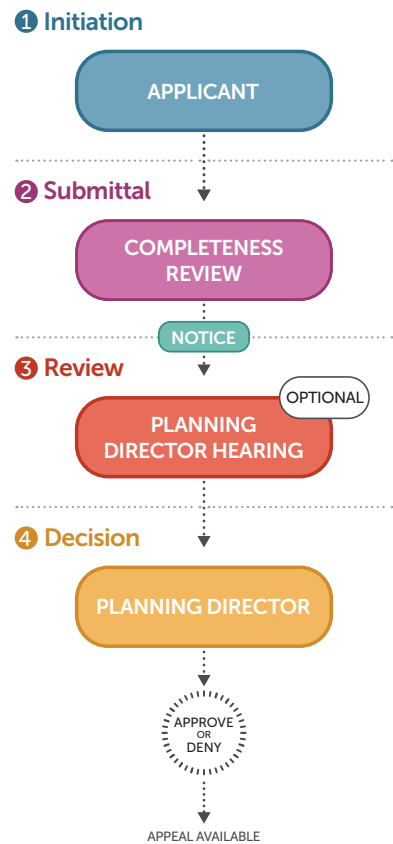 1 Initiation
APPLICANT
2 Submittal
COMPLETENESS
REVIEW
NOTICE
3 Review
OPTIONAL
PLANNING
DIRECTOR HEARING
4 Decision
PLANNING DIRECTOR
APPROVE
OR
DENY
APPEAL AVAILABLE